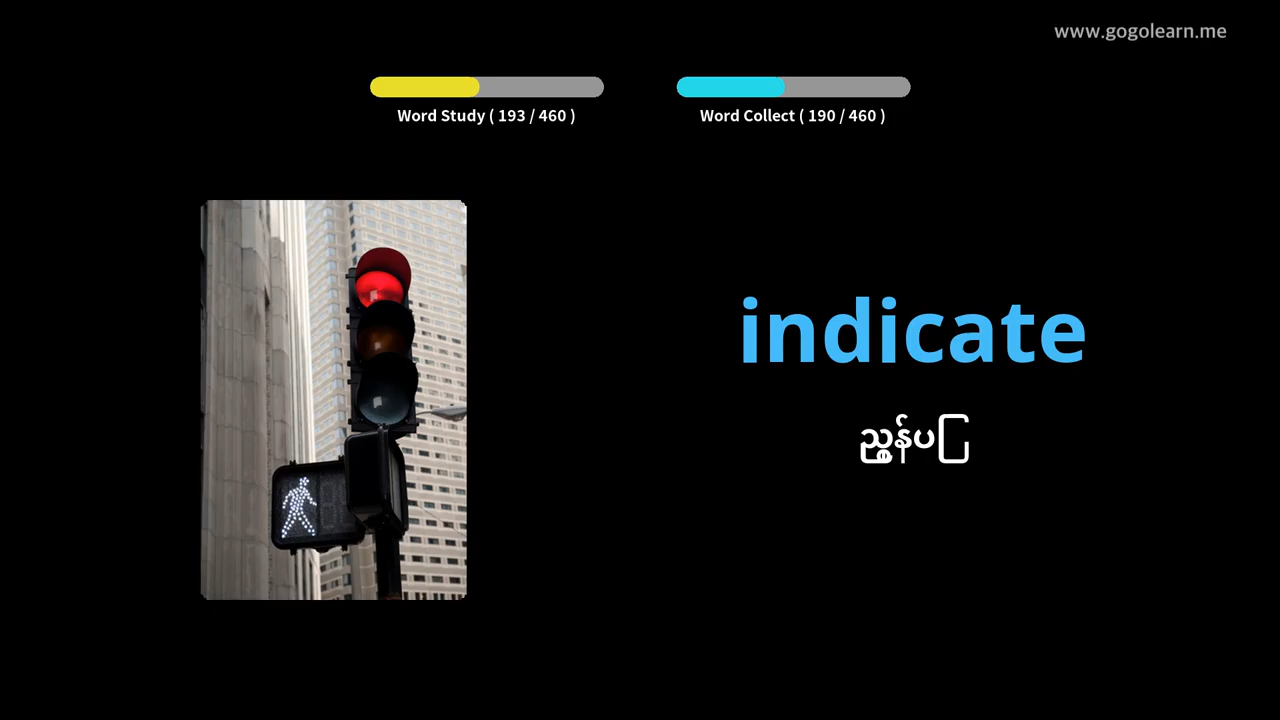 www.gogolearn.me
Word Study ( 193 / 460 )
Word Collect ( 190 / 460 )
indicate
ညွှန်ပြ